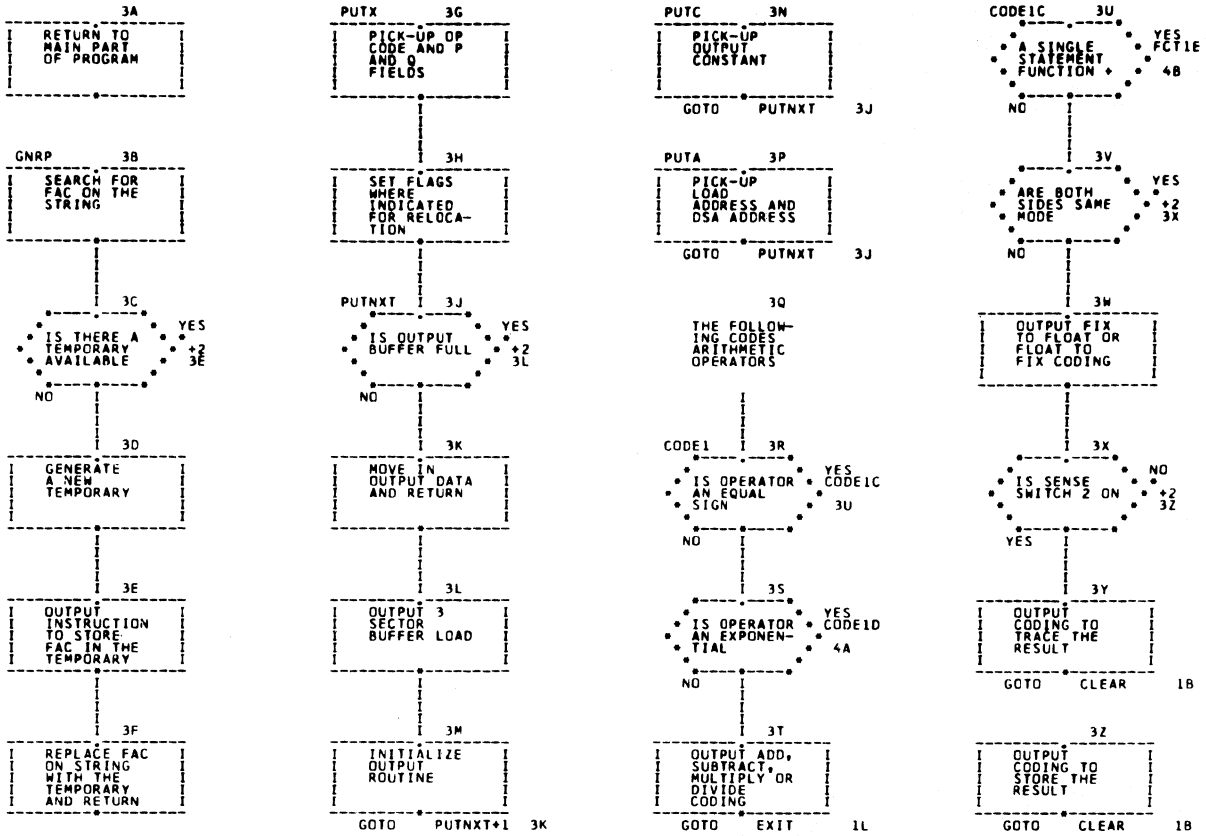 3A
RETURN TO
MAIN PART
OF PROGRAM
GNRP 3B
SEARCH FOR
FAC ON THE
STRING
3C
IS THERE A
TEMPORARY
AVAILABLE
YES
+2
3E
NO
3D
GENERATE
A NEW
TEMPORARY
3E
OUTPUT
INSTRUCTION
TO STORE
FAC IN THE
TEMPORARY
3F
REPLACE FAC
ON STRING
WITH THE
TEMPORARY
AND RETURN
PUTX 3G
PICK-UP OP
CODE AND P
AND Q
FIELDS
3H
SET FLAGS
WHERE
INDICATED
FOR RELOCA-
TION
PUTNXT 3J
IS OUTPUT
BUFFER FULL
YES
+2
3L
NO
3K
MOVE IN
OUTPUT DATA
AND RETURN
3L
OUTPUT 3
SECTOR
BUFFER LOAD
3M
INITIALIZE
OUTPUT
ROUTINE
GOTO PUTNXT+1 3K
PUTC 3N
PICK-UP
OUTPUT
CONSTANT
GOTO PUTNXT 3J
PUTA 3P
PICK-UP
LOAD
ADDRESS AND
DSA ADDRESS
GOTO PUTNXT 3J
3Q
THE FOLLOW-
ING CODES
ARITHMETIC
OPERATORS
CODE1 3R
IS OPERATOR
AN EQUAL
SIGN
YES
CODE1C
3U
NO
3S
IS OPERATOR
AN EXPONEN-
TIAL
YES
CODE1D
4A
NO
3T
OUTPUT ADD,
SUBTRACT,
MULTIPLY OR
DIVIDE
CODING
GOTO EXIT 1L
CODE1C 3U
A SINGLE
STATEMENT
FUNCTION +
YES
FCT1E
4B
NO
3V
ARE BOTH
SIDES SAME
MODE
YES
+2
3X
NO
3W
OUTPUT FIX
TO FLOAT OR
FLOAT TO
FIX CODING
3X
IS SENSE
SWITCH 2 ON
NO
+2
3Z
YES
3Y
OUTPUT
CODING TO
TRACE THE
RESULT
GOTO CLEAR 1B
3Z
OUTPUT
CODING TO
STORE THE
RESULT
GOTO CLEAR 1B